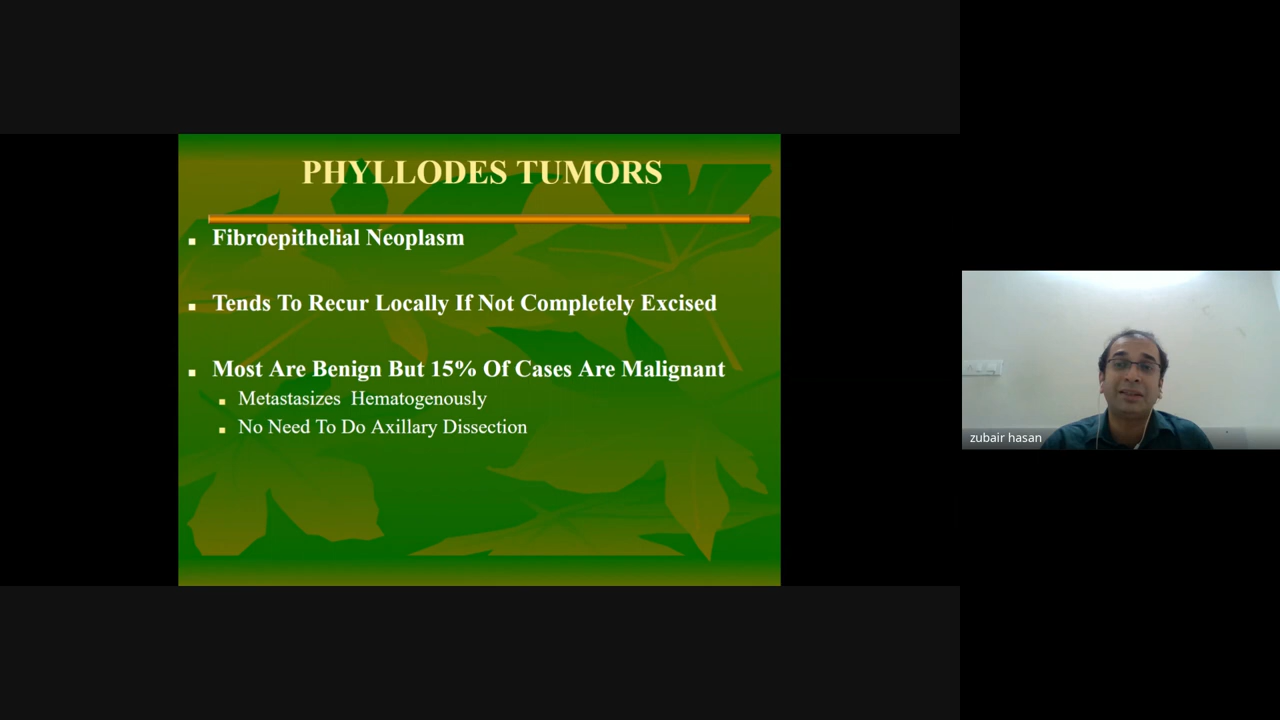 PHYLLODES TUMORS
Fibroepithelial Neoplasm
Tends To Recur Locally If Not Completely Excised
Most Are Benign But 15% Of Cases Are Malignant
Metastasizes Hematogenously
No Need To Do Axillary Dissection
zubair hasan